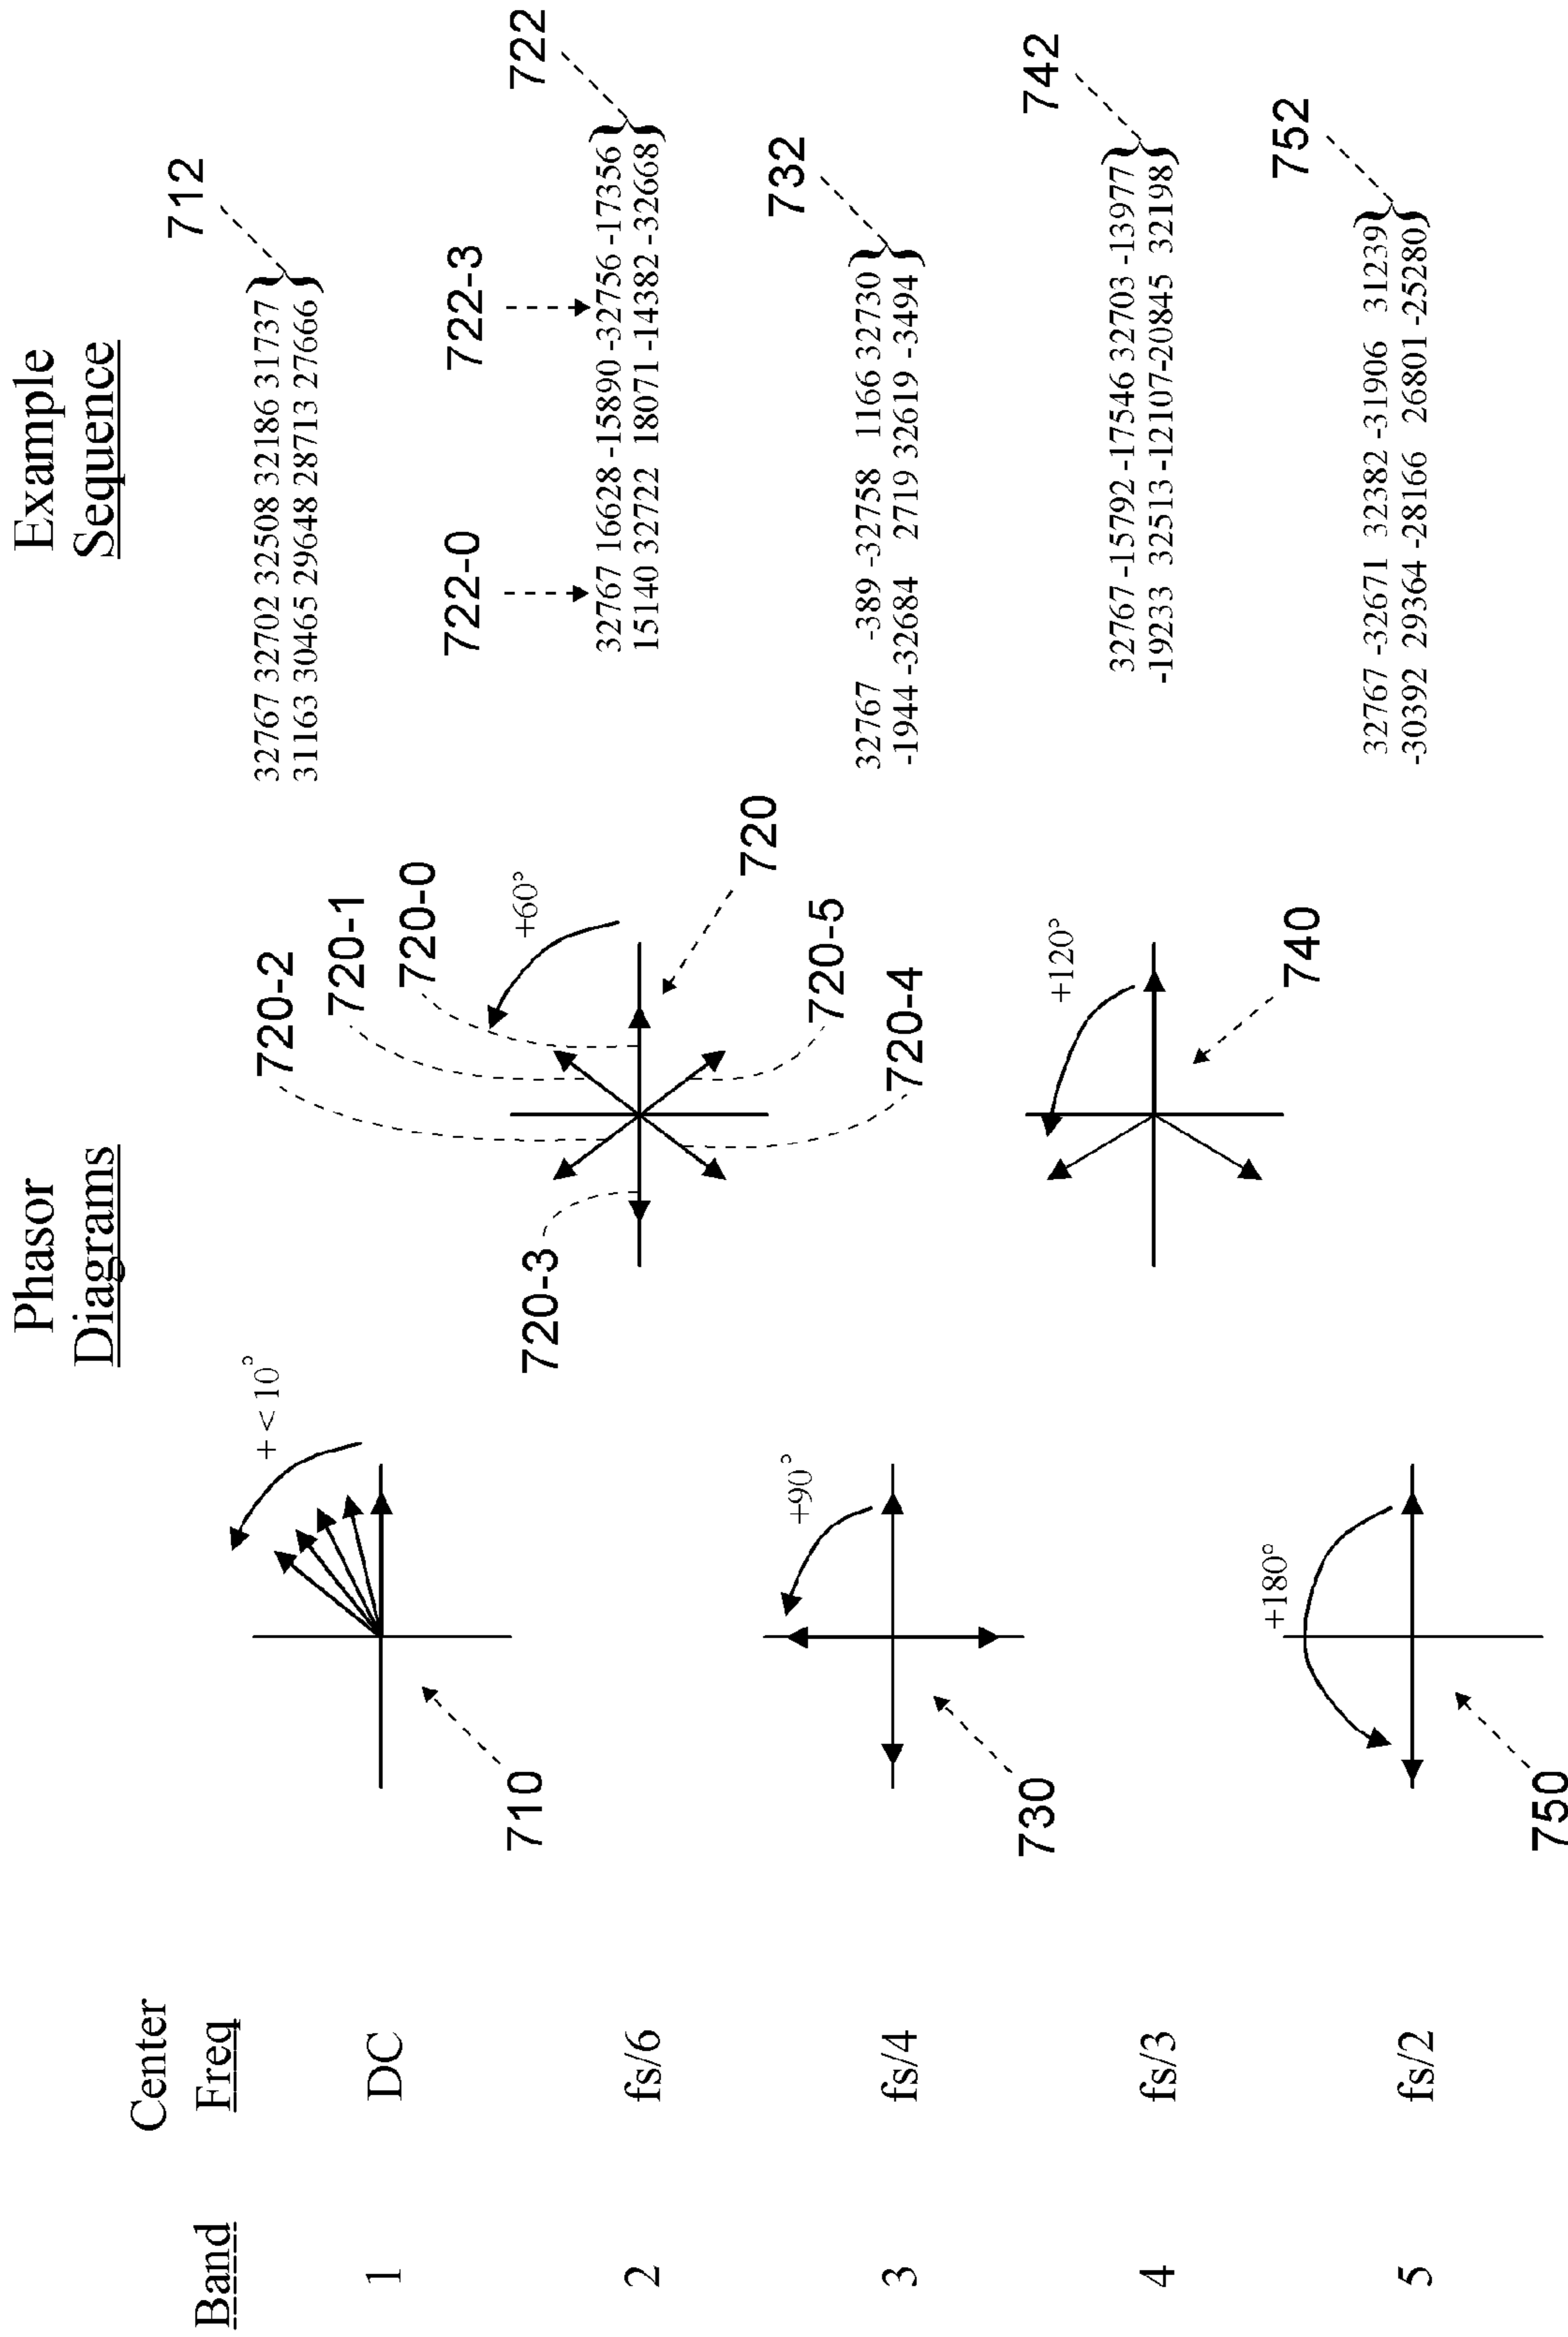 Band
Center
Freq
Phasor
Diagrams
Example
Sequence
1
DC
+ < 10°
710
32767 32702 32508 32186 31737
31163 30465 29648 28713 27666
712
2
fs/6
720-3
720-2
720-1
720-0
+60°
720
720-5
720-4
722-0
722-3
32767 16628 -15890 -32756 -17356
15140 32722 18071 -14382 -32668
722
3
fs/4
+90°
730
32767 -389 -32758 1166 32730
-1944 -32684 2719 32619 -3494
732
4
fs/3
+120°
740
32767 -15792 -17546 32703 -13977
-19233 32513 -12107-20845 32198
742
5
fs/2
+180°
750
32767 -32671 32382 -31906 31239
-30392 29364 -28166 26801 -25280
752